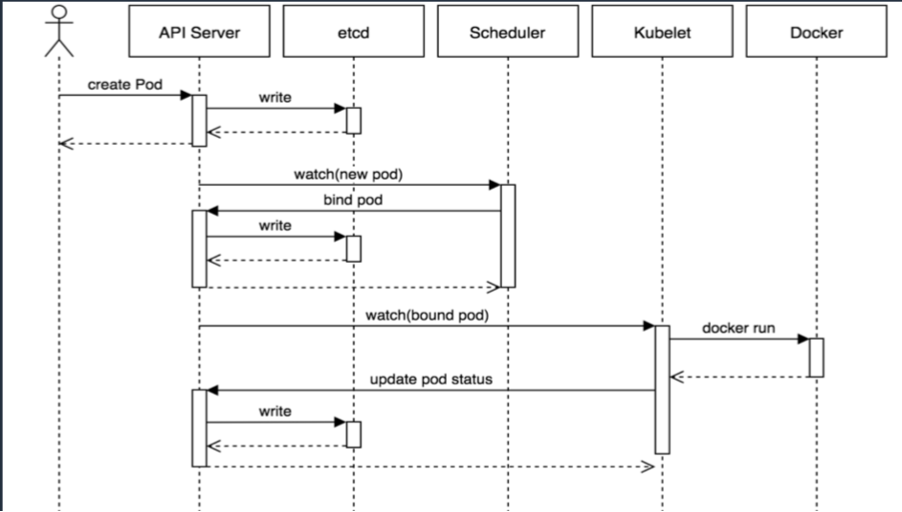 API Server
etcd
Scheduler
Kubelet
Docker
create Pod
write
watch(new pod)
bind pod
write
watch(bound pod)
docker run
update pod status
write